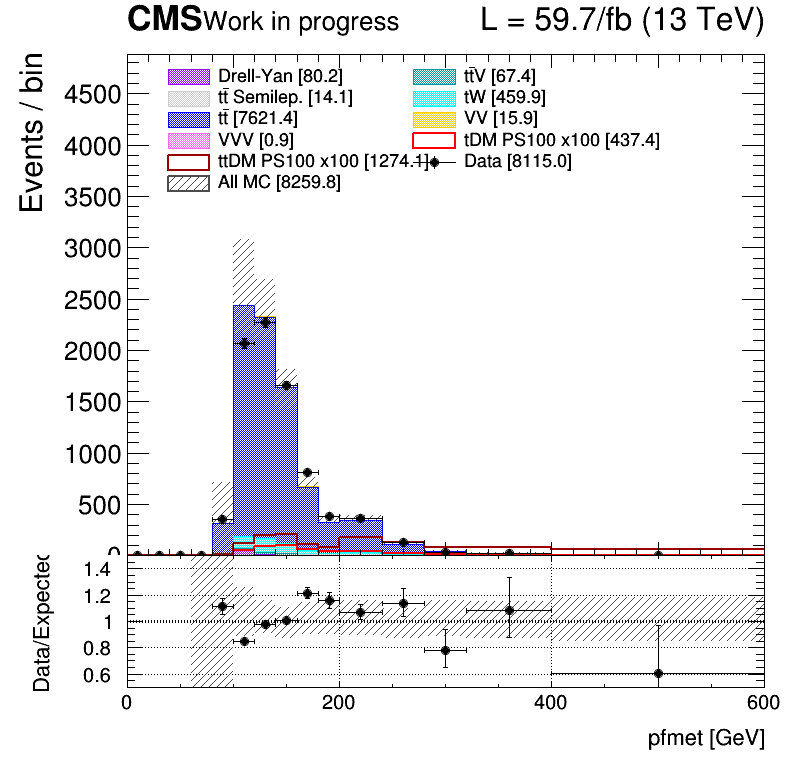 CMS Work in progress L = 59.7/fb (13 TeV)
Events / bin
Drell-Yan [80.2] tt̄V [67.4]
tt̄ Semilep. [14.1] tW [459.9]
tt̄ [7621.4] VV [15.9]
VVV [0.9] tDM PS100 x100 [437.4]
ttDM PS100 x100 [1274.1] Data [8115.0]
All MC [8259.8]
4500
4000
3500
3000
2500
2000
1500
1000
500
0
Data/Expected
1.4
1.2
1
0.8
0.6
0 200 400 600
pfmet [GeV]